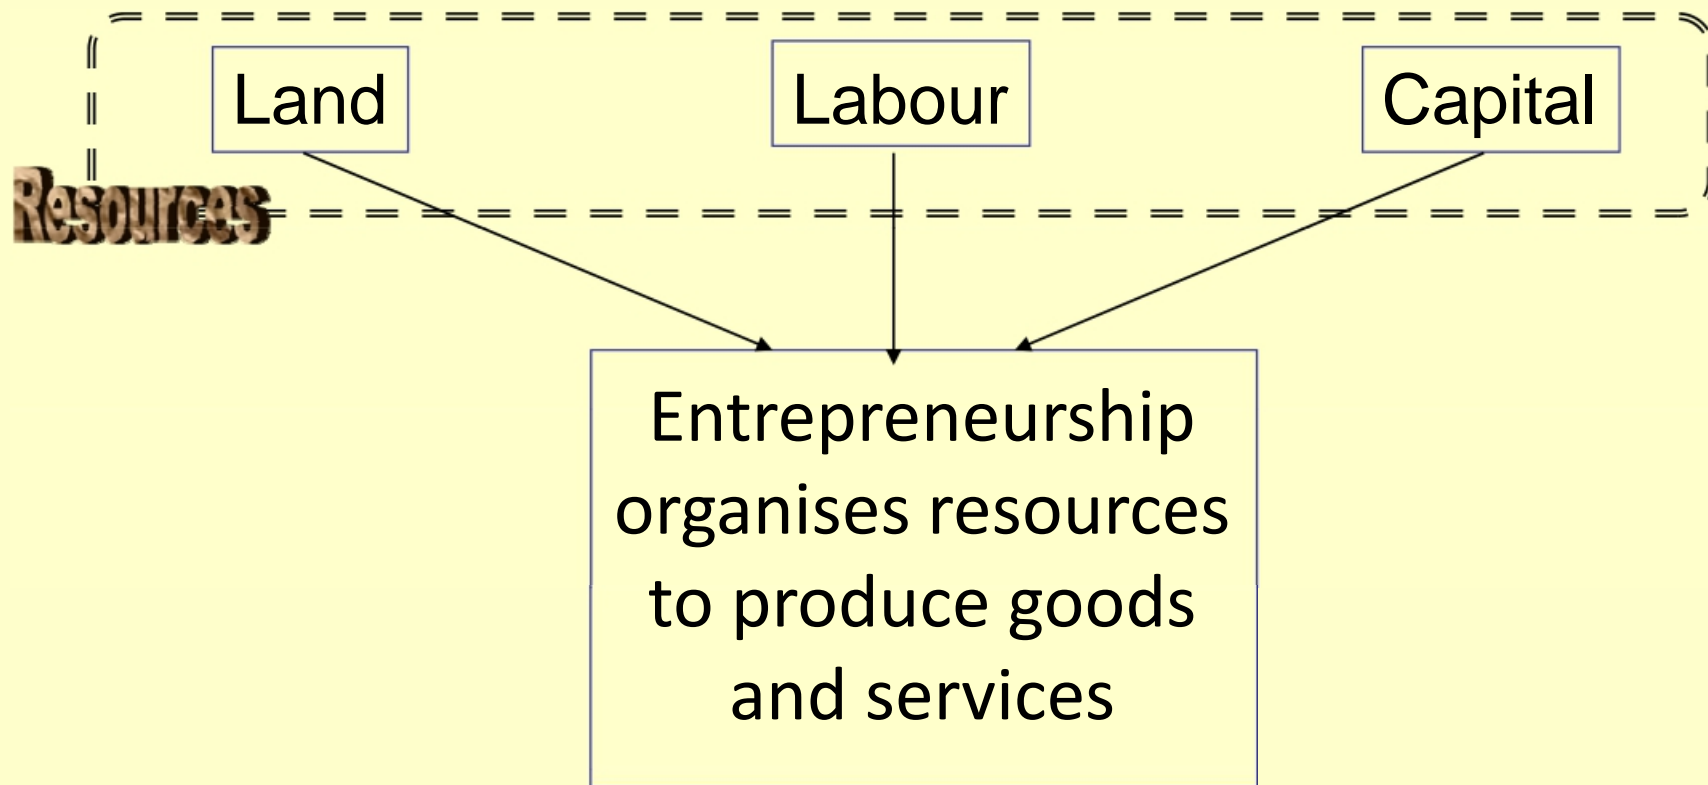 Land Labour Capital
Resources
Entrepreneurship
organises resources
to produce goods
and services